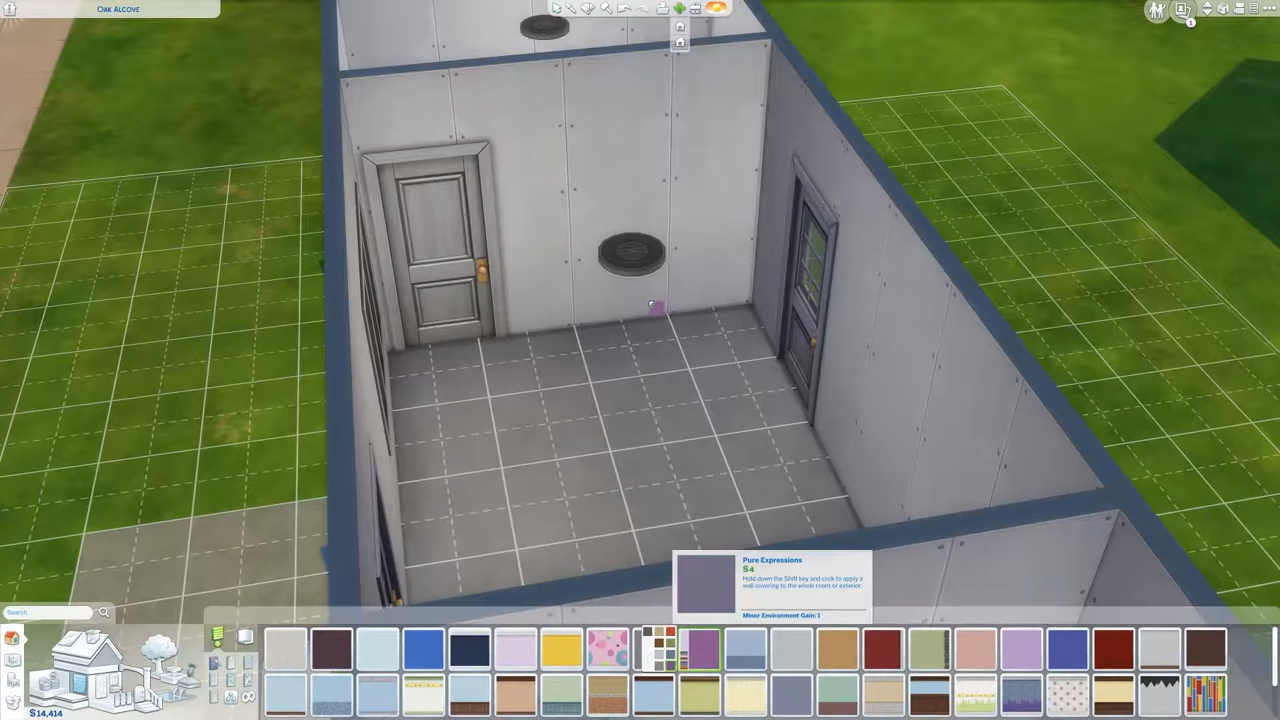 OAK ALCOVE
1
Pure Expressions
§4
Hold down the Shift key and click to apply a
wall covering to the whole room or exterior.
Minor Environment Gain: 1
Search
§14,414